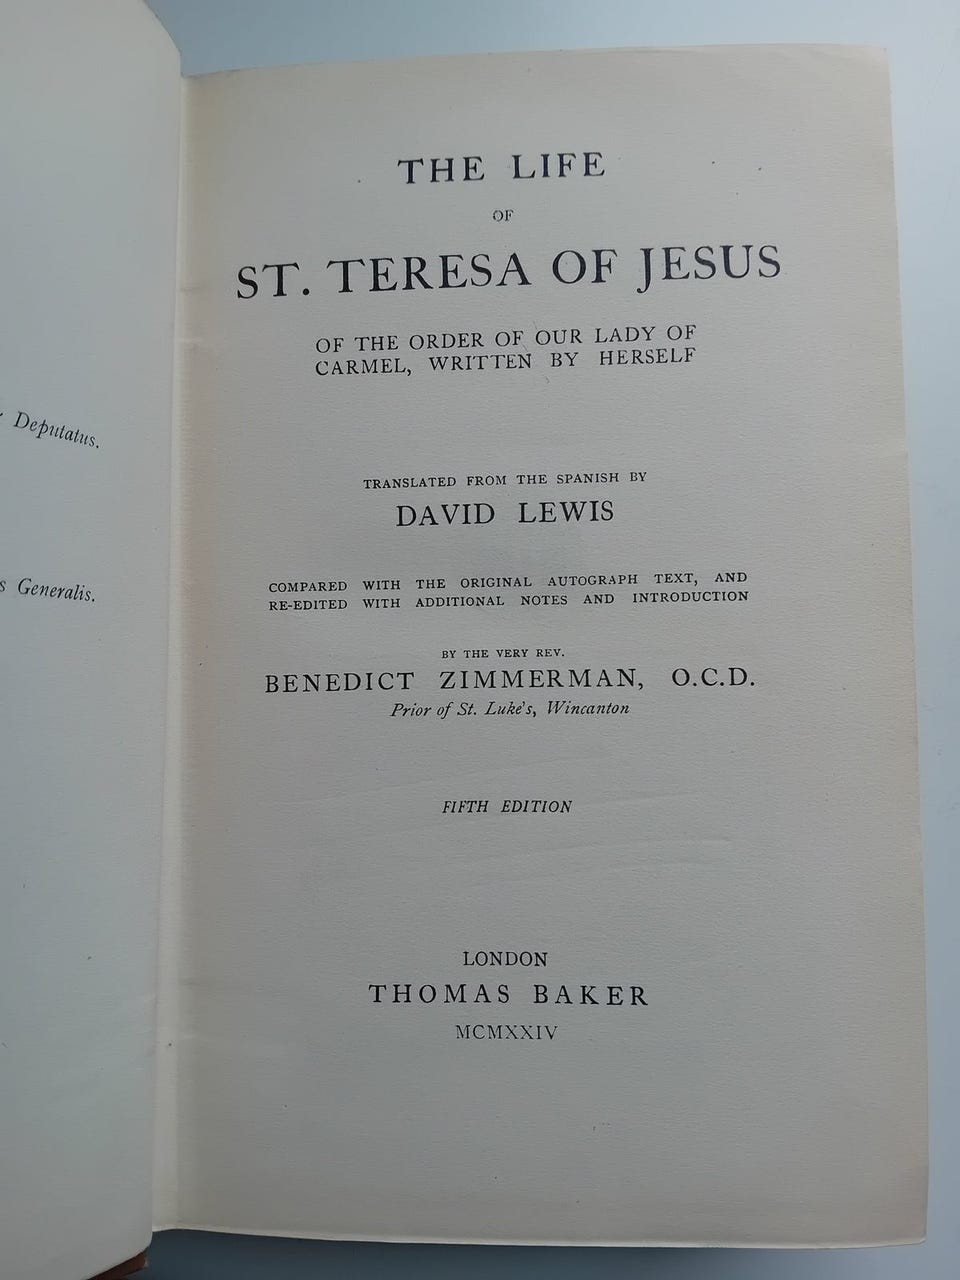 Deputatus.
Generalis.
THE LIFE
OF
ST. TERESA OF JESUS
OF THE ORDER OF OUR LADY OF
CARMEL, WRITTEN BY HERSELF
TRANSLATED FROM THE SPANISH BY
DAVID LEWIS
COMPARED WITH THE ORIGINAL AUTOGRAPH TEXT, AND
RE-EDITED WITH ADDITIONAL NOTES AND INTRODUCTION
BY THE VERY REV.
BENEDICT ZIMMERMAN, O.C.D.
Prior of St. Luke's, Wincanton
FIFTH EDITION
LONDON
THOMAS BAKER
MCMXXIV